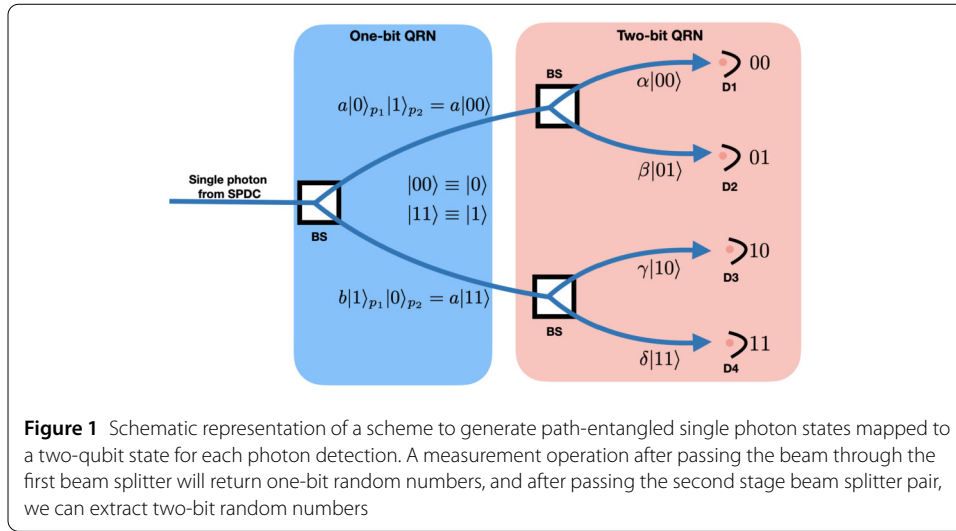 One-bit QRN
Two-bit QRN
BS
α|00⟩
D1
00
a|0⟩p₁|1⟩p₂ = a|00⟩
β|01⟩
D2
01
Single photon
from SPDC
|00⟩ ≡ |0⟩
|11⟩ ≡ |1⟩
BS
γ|10⟩
D3
10
b|1⟩p₁|0⟩p₂ = a|11⟩
BS
δ|11⟩
D4
11
Figure 1 Schematic representation of a scheme to generate path-entangled single photon states mapped to
a two-qubit state for each photon detection. A measurement operation after passing the beam through the
first beam splitter will return one-bit random numbers, and after passing the second stage beam splitter pair,
we can extract two-bit random numbers